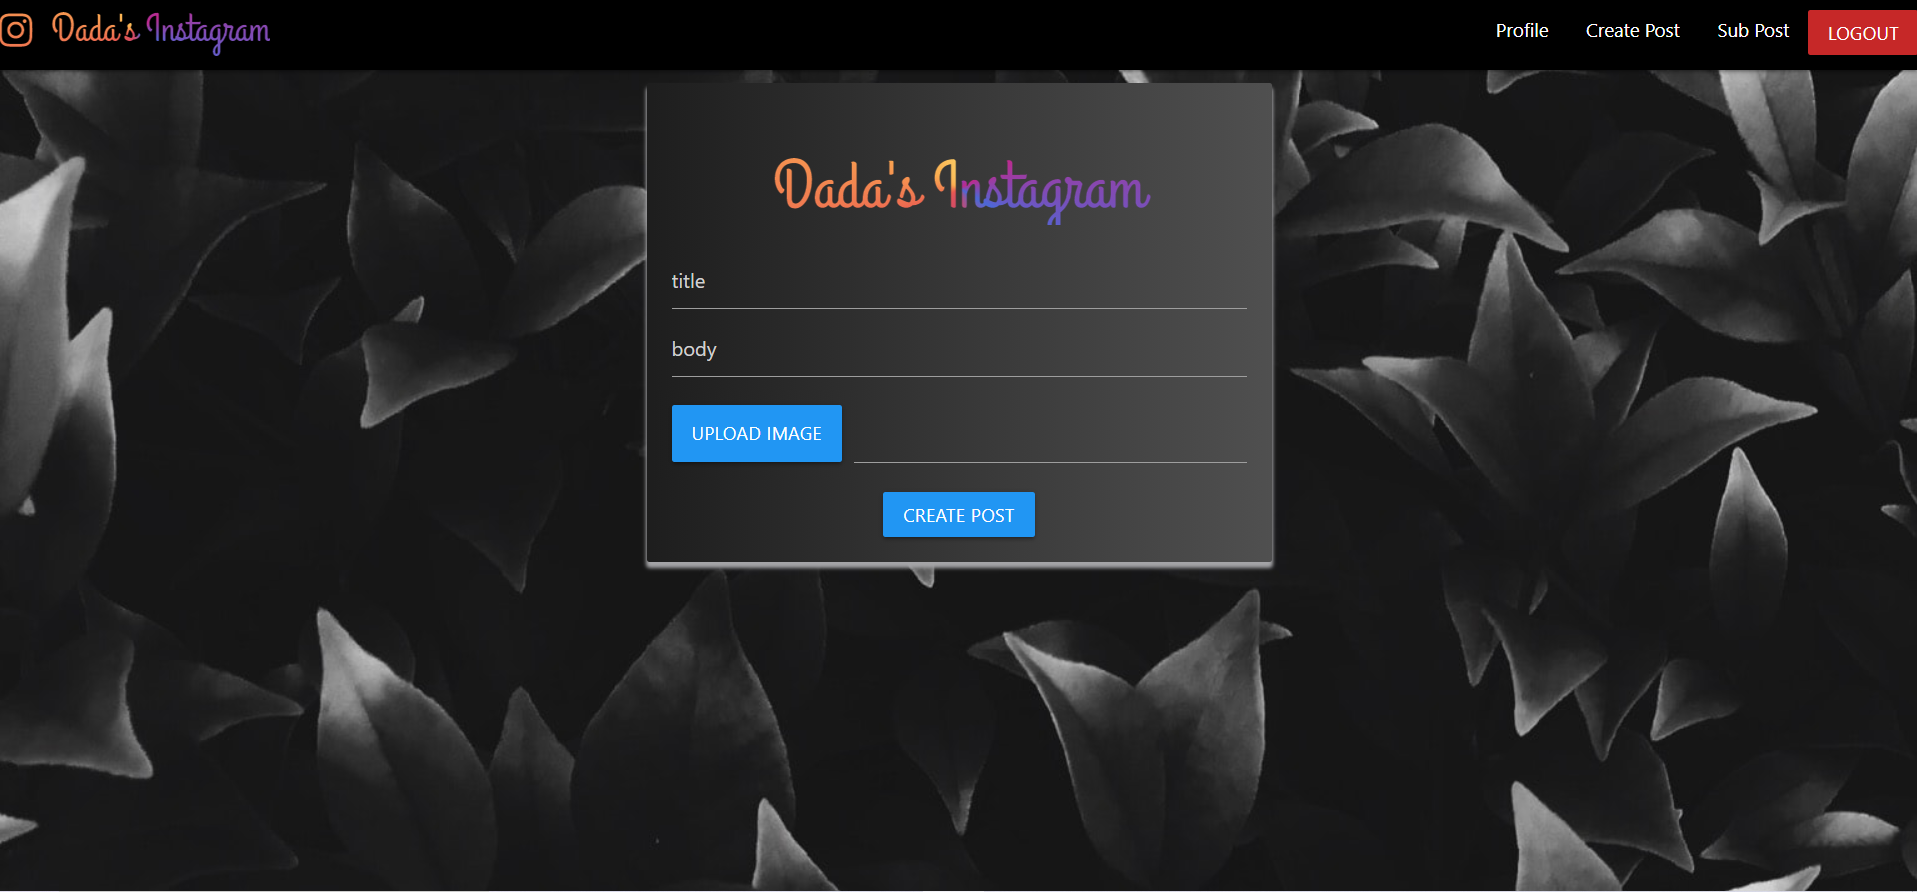 Dada's Instagram Profile Create Post Sub Post LOGOUT
Dada's Instagram
title
body
UPLOAD IMAGE
CREATE POST